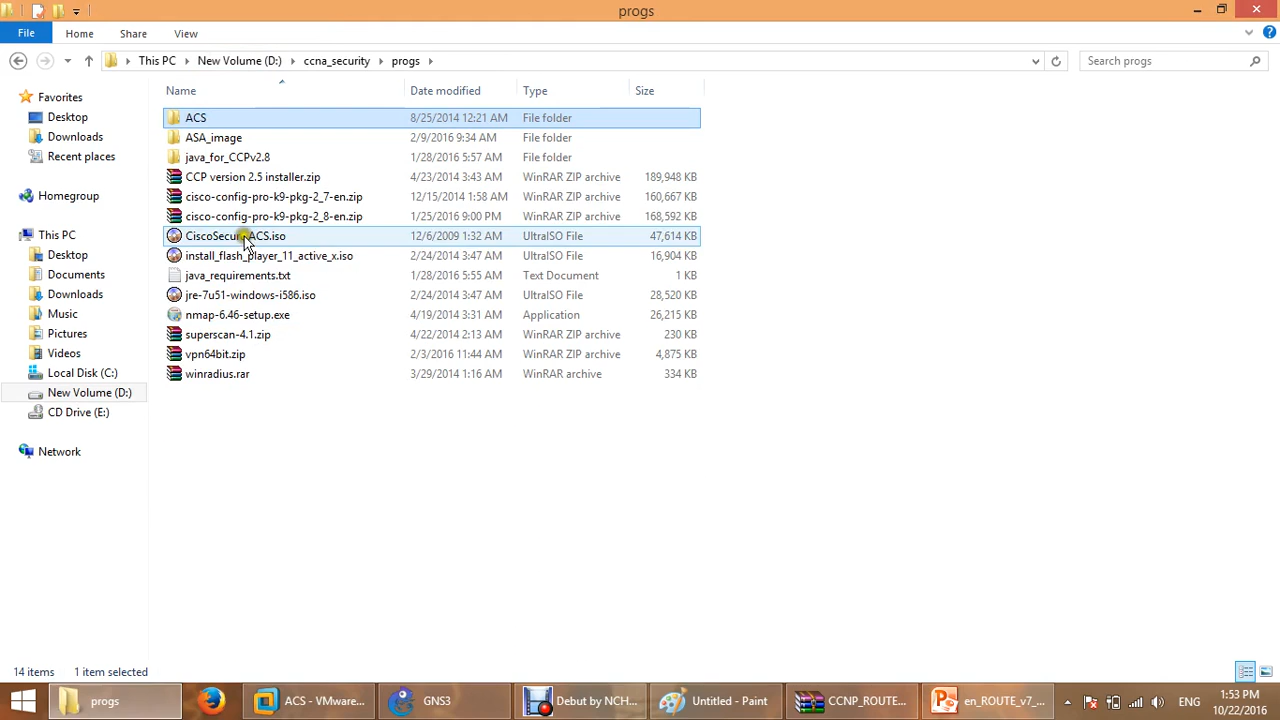 progs
File Home Share View
This PC New Volume (D:) ccna_security progs Search progs
Name Date modified Type Size
Favorites
Desktop
Downloads
Recent places
Homegroup
This PC
Desktop
Documents
Downloads
Music
Pictures
Videos
Local Disk (C:)
New Volume (D:)
CD Drive (E:)
Network
ACS 8/25/2014 12:21 AM File folder
ASA_image 2/9/2016 9:34 AM File folder
java_for_CCPv2.8 1/28/2016 5:57 AM File folder
CCP version 2.5 installer.zip 4/23/2014 3:43 AM WinRAR ZIP archive 189,948 KB
cisco-config-pro-k9-pkg-2_7-en.zip 12/15/2014 1:58 AM WinRAR ZIP archive 160,667 KB
cisco-config-pro-k9-pkg-2_8-en.zip 1/25/2016 9:00 PM WinRAR ZIP archive 168,592 KB
CiscoSecure ACS.iso 12/6/2009 1:32 AM UltraISO File 47,614 KB
install_flash_player_11_active_x.iso 2/24/2014 3:47 AM UltraISO File 16,904 KB
java_requirements.txt 1/28/2016 5:55 AM Text Document 1 KB
jre-7u51-windows-i586.iso 2/24/2014 3:47 AM UltraISO File 28,520 KB
nmap-6.46-setup.exe 4/19/2014 3:31 AM Application 26,215 KB
superscan-4.1.zip 4/22/2014 2:13 AM WinRAR ZIP archive 230 KB
vpn64bit.zip 2/3/2016 11:44 AM WinRAR ZIP archive 4,875 KB
winradius.rar 3/29/2014 1:16 AM WinRAR archive 334 KB
14 items 1 item selected
progs ACS - VMware... GNS3 Debut by NCH... Untitled - Paint CCNP_ROUTE... en_ROUTE_v7_... ENG 1:53 PM
10/22/2016